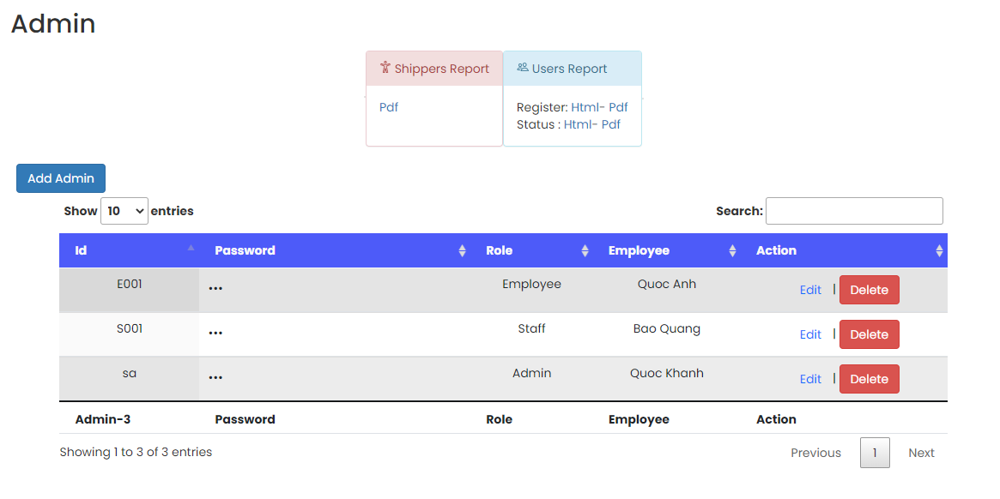 Admin
Shippers Report
Users Report
Pdf
Register: Html- Pdf
Status : Html- Pdf
Add Admin
Show 10 entries
Search:
Id Password Role Employee Action
E001 ... Employee Quoc Anh Edit | Delete
S001 ... Staff Bao Quang Edit | Delete
sa ... Admin Quoc Khanh Edit | Delete
Admin-3 Password Role Employee Action
Showing 1 to 3 of 3 entries
Previous 1 Next